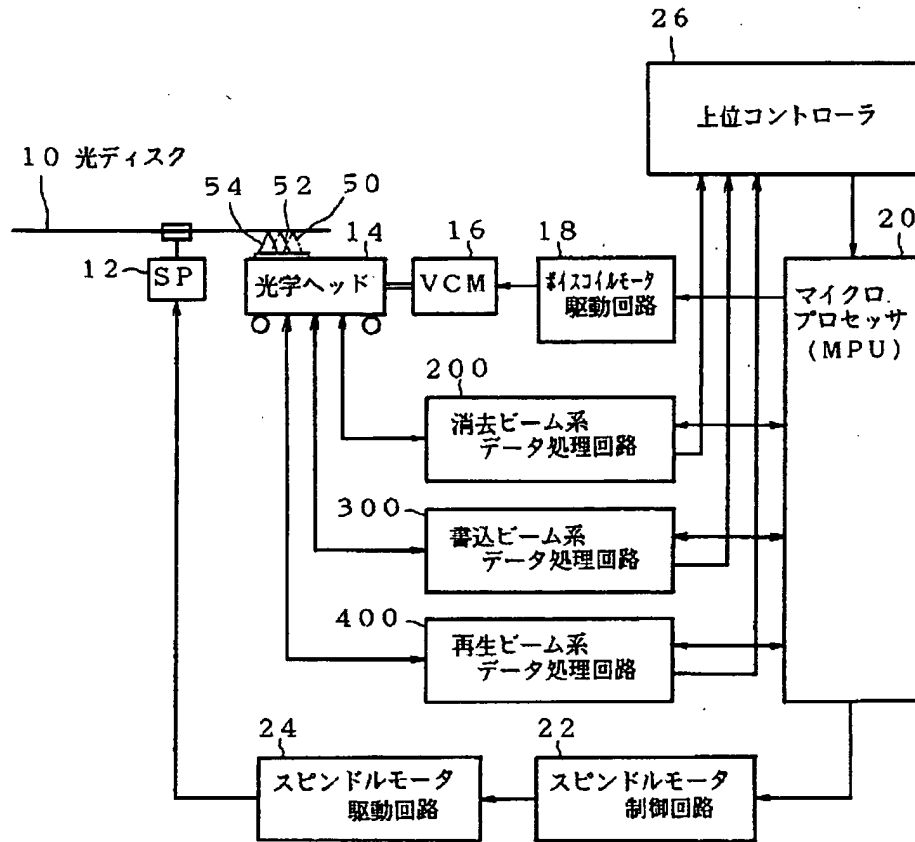 26
上位コントローラ
10 光ディスク
54 52 50
14
16
18
20
12
SP
光学ヘッド
VCM
ボイスコイルモータ
駆動回路
マイクロ
プロセッサ
(MPU)
200
消去ビーム系
データ処理回路
300
書込ビーム系
データ処理回路
400
再生ビーム系
データ処理回路
24
スピンドルモータ
駆動回路
22
スピンドルモータ
制御回路